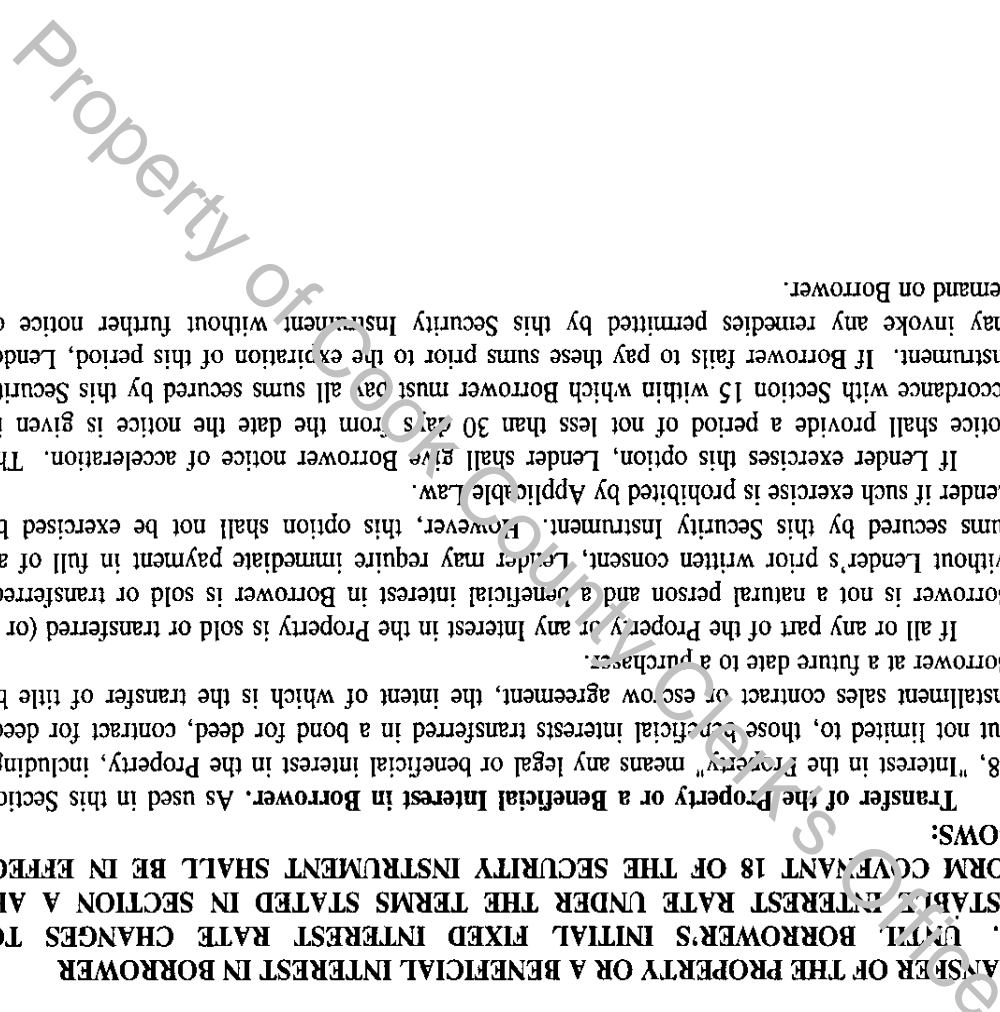 ANSFER OF THE PROPERTY OR A BENEFICIAL INTEREST IN BORROWER
. UNTIL BORROWER'S INITIAL FIXED INTEREST RATE CHANGES TO
STABLE INTEREST RATE UNDER THE TERMS STATED IN SECTION A AB
ORM COVENANT 18 OF THE SECURITY INSTRUMENT SHALL BE IN EFFEC
OWS:
Transfer of the Property or a Beneficial Interest in Borrower. As used in this Section
8, "Interest in the Property" means any legal or beneficial interest in the Property, including
ut not limited to, those beneficial interests transferred in a bond for deed, contract for deed
nstallment sales contract or escrow agreement, the intent of which is the transfer of title b
orrower at a future date to a purchaser.
If all or any part of the Property or any Interest in the Property is sold or transferred (or
orrower is not a natural person and a beneficial interest in Borrower is sold or transferred
ithout Lender's prior written consent, Lender may require immediate payment in full of a
ums secured by this Security Instrument. However, this option shall not be exercised b
ender if such exercise is prohibited by Applicable Law.
If Lender exercises this option, Lender shall give Borrower notice of acceleration. Th
otice shall provide a period of not less than 30 days from the date the notice is given i
ccordance with Section 15 within which Borrower must pay all sums secured by this Securit
nstrument. If Borrower fails to pay these sums prior to the expiration of this period, Lende
ay invoke any remedies permitted by this Security Instrument without further notice o
emand on Borrower.
Property of Cook County Clerk's Office